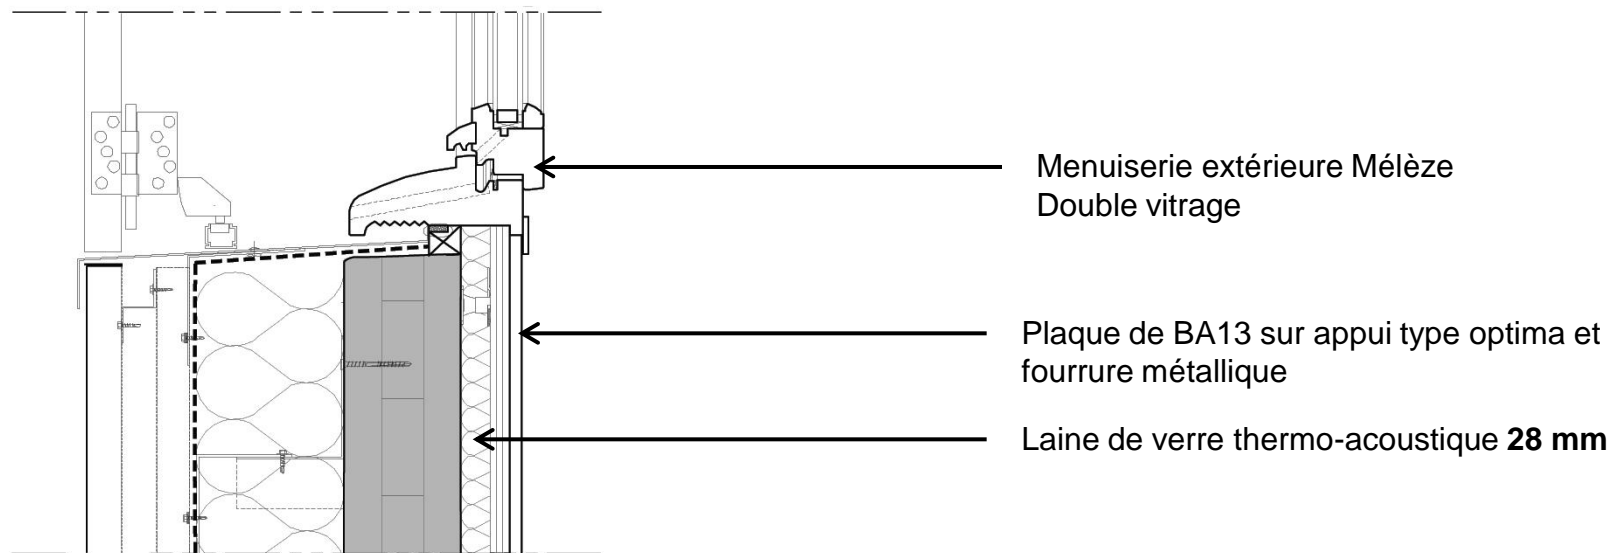 Menuiserie extérieure Mélèze
Double vitrage
Plaque de BA13 sur appui type optima et
fourrure métallique
Laine de verre thermo-acoustique 28 mm